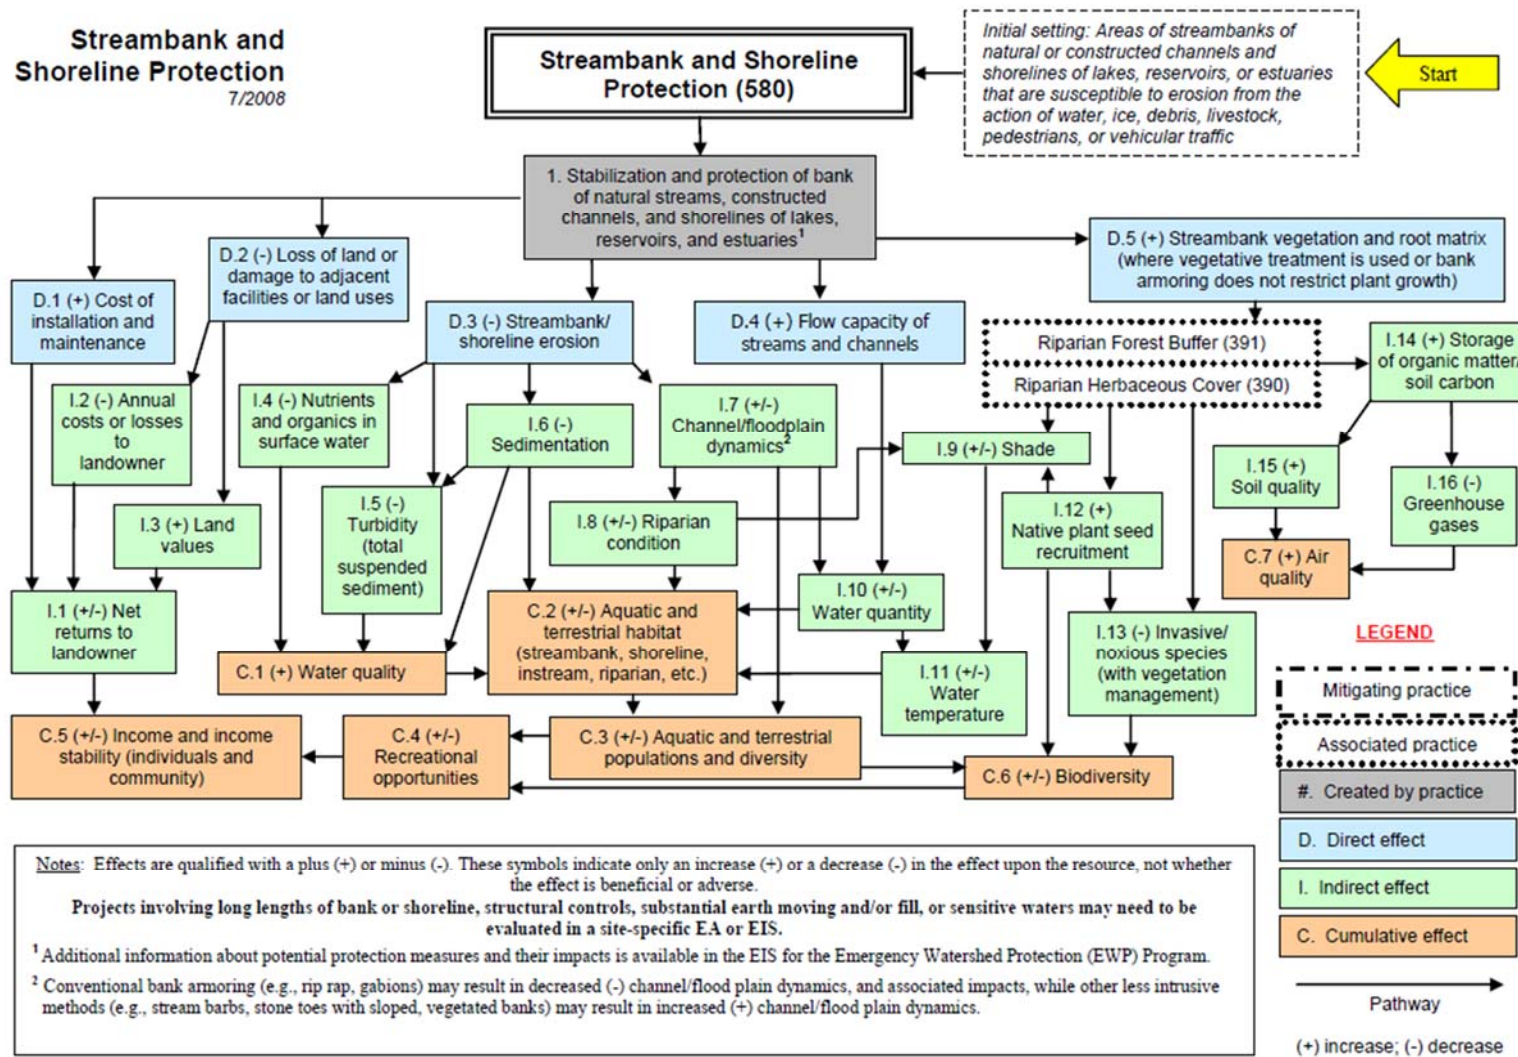 Streambank and
Shoreline Protection
7/2008
Streambank and Shoreline
Protection (580)
Initial setting: Areas of streambanks of
natural or constructed channels and
shorelines of lakes, reservoirs, or estuaries
that are susceptible to erosion from the
action of water, ice, debris, livestock,
pedestrians, or vehicular traffic
Start
1. Stabilization and protection of bank
of natural streams, constructed
channels, and shorelines of lakes,
reservoirs, and estuaries¹
D.1 (+) Cost of
installation and
maintenance
D.2 (-) Loss of land or
damage to adjacent
facilities or land uses
D.3 (-) Streambank/
shoreline erosion
D.4 (+) Flow capacity of
streams and channels
D.5 (+) Streambank vegetation and root matrix
(where vegetative treatment is used or bank
armoring does not restrict plant growth)
Riparian Forest Buffer (391)
Riparian Herbaceous Cover (390)
I.14 (+) Storage
of organic matter/
soil carbon
I.2 (-) Annual
costs or losses
to
landowner
I.4 (-) Nutrients
and organics in
surface water
I.6 (-)
Sedimentation
I.7 (+/-)
Channel/floodplain
dynamics²
I.9 (+/-) Shade
I.15 (+)
Soil quality
I.16 (-)
Greenhouse
gases
I.3 (+) Land
values
I.5 (-)
Turbidity
(total
suspended
sediment)
I.8 (+/-) Riparian
condition
I.12 (+)
Native plant seed
recruitment
C.7 (+) Air
quality
I.1 (+/-) Net
returns to
landowner
C.2 (+/-) Aquatic and
terrestrial habitat
(streambank, shoreline,
instream, riparian, etc.)
I.10 (+/-)
Water quantity
I.13 (-) Invasive/
noxious species
(with vegetation
management)
C.1 (+) Water quality
I.11 (+/-)
Water
temperature
C.5 (+/-) Income and income
stability (individuals and
community)
C.4 (+/-)
Recreational
opportunities
C.3 (+/-) Aquatic and terrestrial
populations and diversity
C.6 (+/-) Biodiversity
LEGEND
Mitigating practice
Associated practice
#. Created by practice
D. Direct effect
I. Indirect effect
C. Cumulative effect
Pathway
(+) increase; (-) decrease
Notes: Effects are qualified with a plus (+) or minus (-). These symbols indicate only an increase (+) or a decrease (-) in the effect upon the resource, not whether
the effect is beneficial or adverse.
Projects involving long lengths of bank or shoreline, structural controls, substantial earth moving and/or fill, or sensitive waters may need to be
evaluated in a site-specific EA or EIS.
¹ Additional information about potential protection measures and their impacts is available in the EIS for the Emergency Watershed Protection (EWP) Program.
² Conventional bank armoring (e.g., rip rap, gabions) may result in decreased (-) channel/flood plain dynamics, and associated impacts, while other less intrusive
methods (e.g., stream barbs, stone toes with sloped, vegetated banks) may result in increased (+) channel/flood plain dynamics.